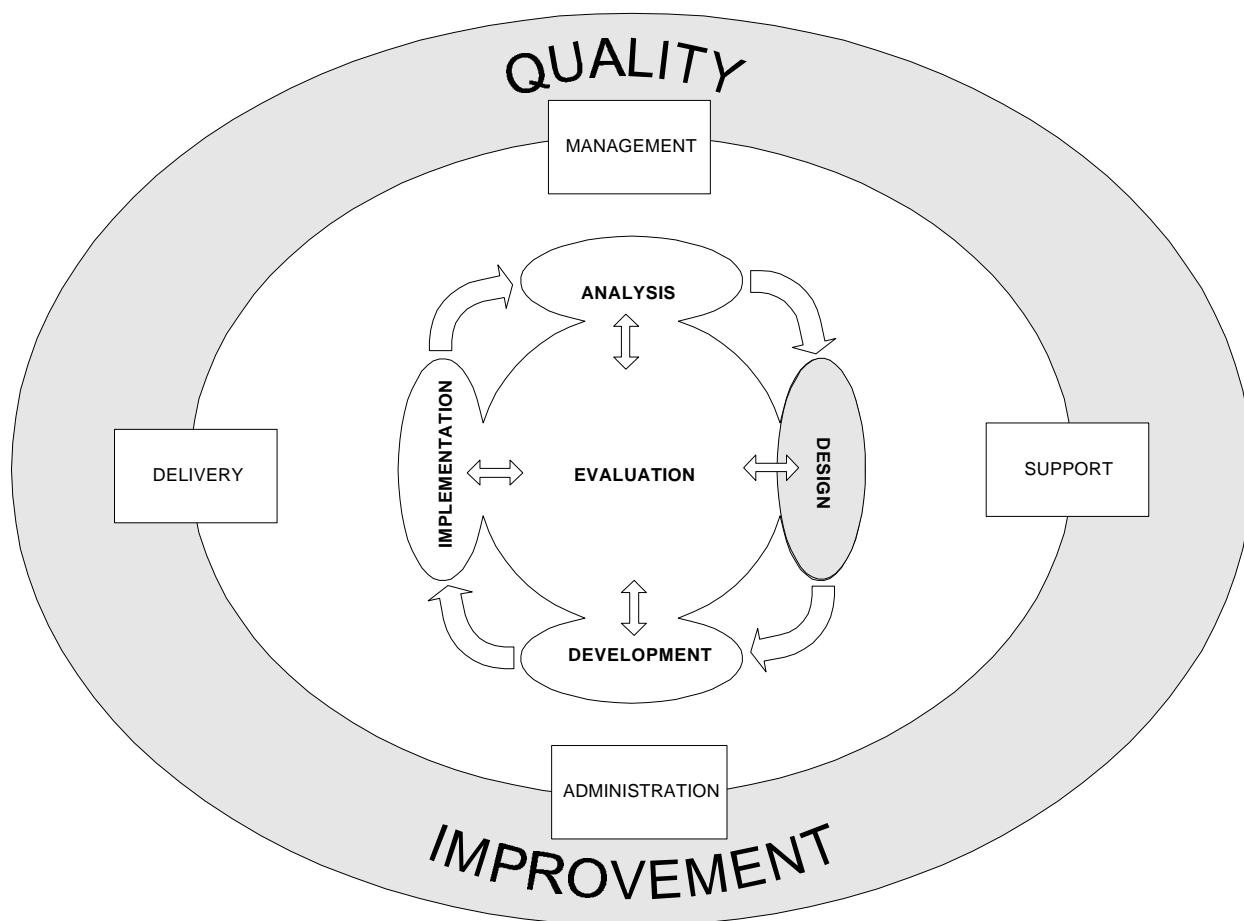 QUALITY
MANAGEMENT
ANALYSIS
IMPLEMENTATION
DESIGN
DELIVERY
EVALUATION
SUPPORT
DEVELOPMENT
ADMINISTRATION
IMPROVEMENT